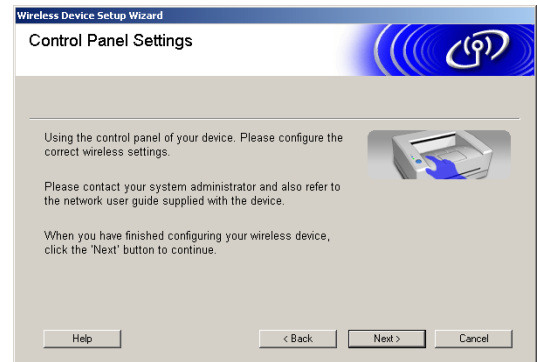 Wireless Device Setup Wizard
Control Panel Settings
Using the control panel of your device. Please configure the
correct wireless settings.
Please contact your system administrator and also refer to
the network user guide supplied with the device.
When you have finished configuring your wireless device,
click the 'Next' button to continue.
Help
< Back
Next >
Cancel